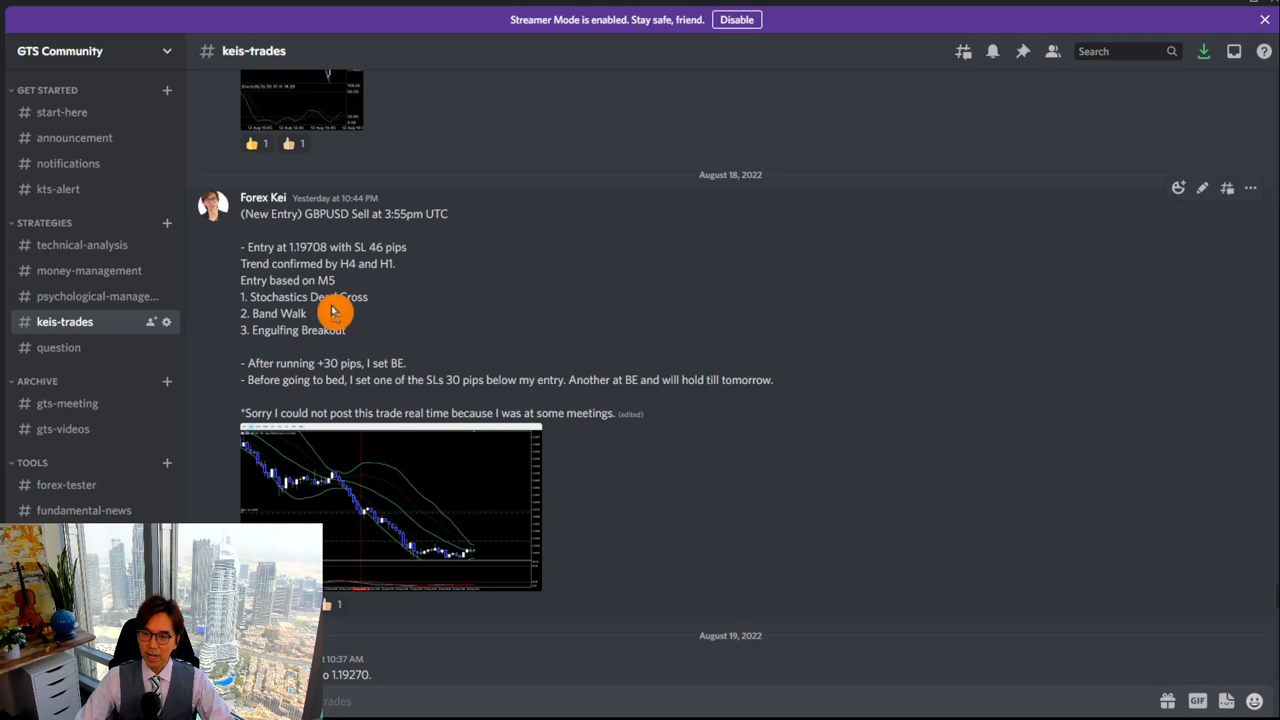 Streamer Mode is enabled. Stay safe, friend. Disable
GTS Community
keis-trades
Search
GET STARTED
start-here
announcement
notifications
kts-alert
STRATEGIES
technical-analysis
money-management
psychological-manage...
keis-trades
question
ARCHIVE
gts-meeting
gts-videos
TOOLS
forex-tester
fundamental-news
1 1
August 18, 2022
Forex Kei Yesterday at 10:44 PM
(New Entry) GBPUSD Sell at 3:55pm UTC
- Entry at 1.19708 with SL 46 pips
Trend confirmed by H4 and H1.
Entry based on M5
1. Stochastics Dead Cross
2. Band Walk
3. Engulfing Breakout
- After running +30 pips, I set BE.
- Before going to bed, I set one of the SLs 30 pips below my entry. Another at BE and will hold till tomorrow.
*Sorry I could not post this trade real time because I was at some meetings. (edited)
1
August 19, 2022
10:37 AM
o 1.19270.
trades
GIF